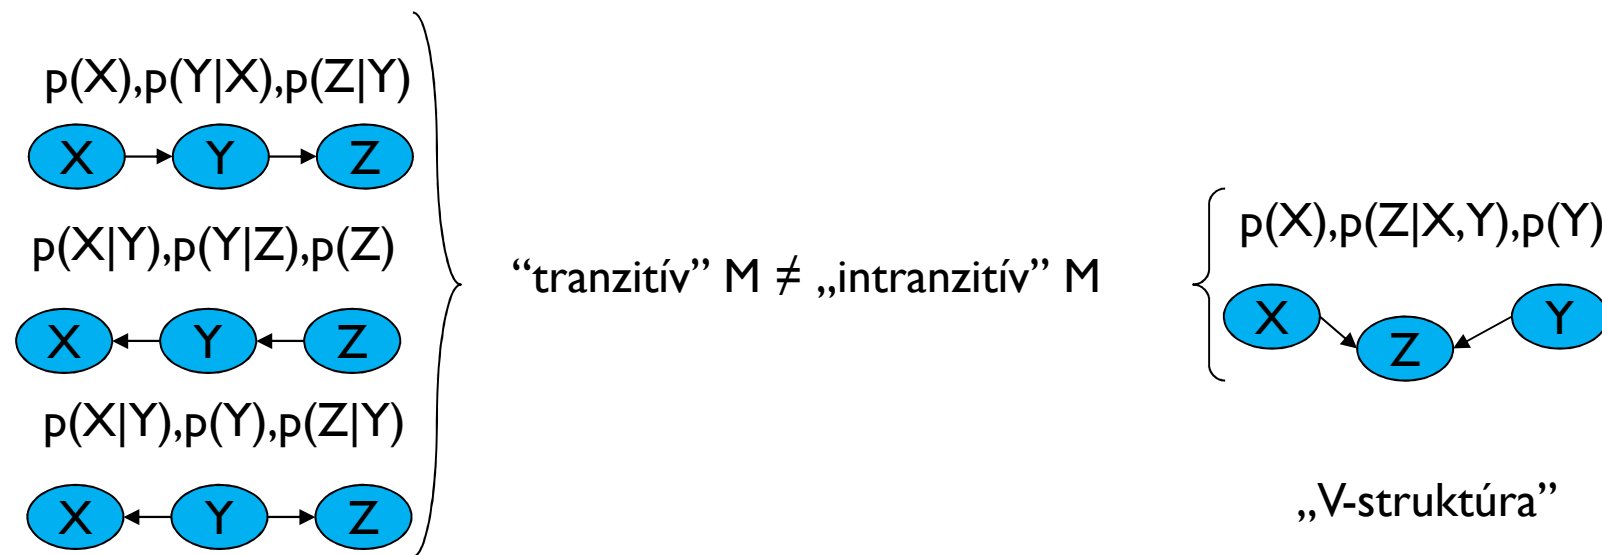 p(X),p(Y|X),p(Z|Y)
X Y Z
p(X|Y),p(Y|Z),p(Z)
X Y Z
p(X|Y),p(Y),p(Z|Y)
X Y Z
“tranzitív” M ≠ „intranzitív” M
p(X),p(Z|X,Y),p(Y)
X Z Y
„V-struktúra”